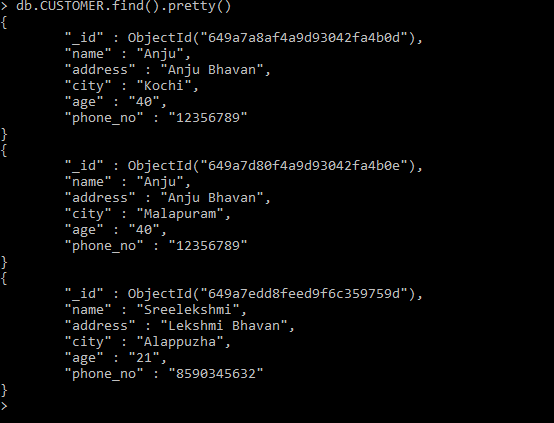 > db.CUSTOMER.find().pretty()
{
        "_id" : ObjectId("649a7a8af4a9d93042fa4b0d"),
        "name" : "Anju",
        "address" : "Anju Bhavan",
        "city" : "Kochi",
        "age" : "40",
        "phone_no" : "12356789"
}
{
        "_id" : ObjectId("649a7d80f4a9d93042fa4b0e"),
        "name" : "Anju",
        "address" : "Anju Bhavan",
        "city" : "Malapuram",
        "age" : "40",
        "phone_no" : "12356789"
}
{
        "_id" : ObjectId("649a7edd8feed9f6c359759d"),
        "name" : "Sreelekshmi",
        "address" : "Lekshmi Bhavan",
        "city" : "Alappuzha",
        "age" : "21",
        "phone_no" : "8590345632"
}
>